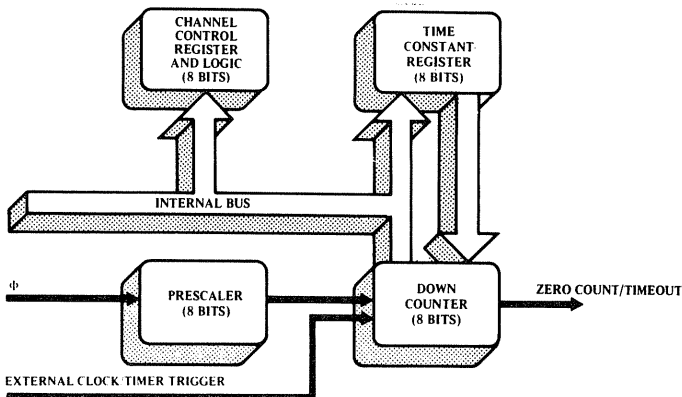 CHANNEL
CONTROL
REGISTER
AND LOGIC
(8 BITS)
TIME
CONSTANT
REGISTER
(8 BITS)
INTERNAL BUS
Φ
PRESCALER
(8 BITS)
DOWN
COUNTER
(8 BITS)
ZERO COUNT/TIMEOUT
EXTERNAL CLOCK/TIMER TRIGGER